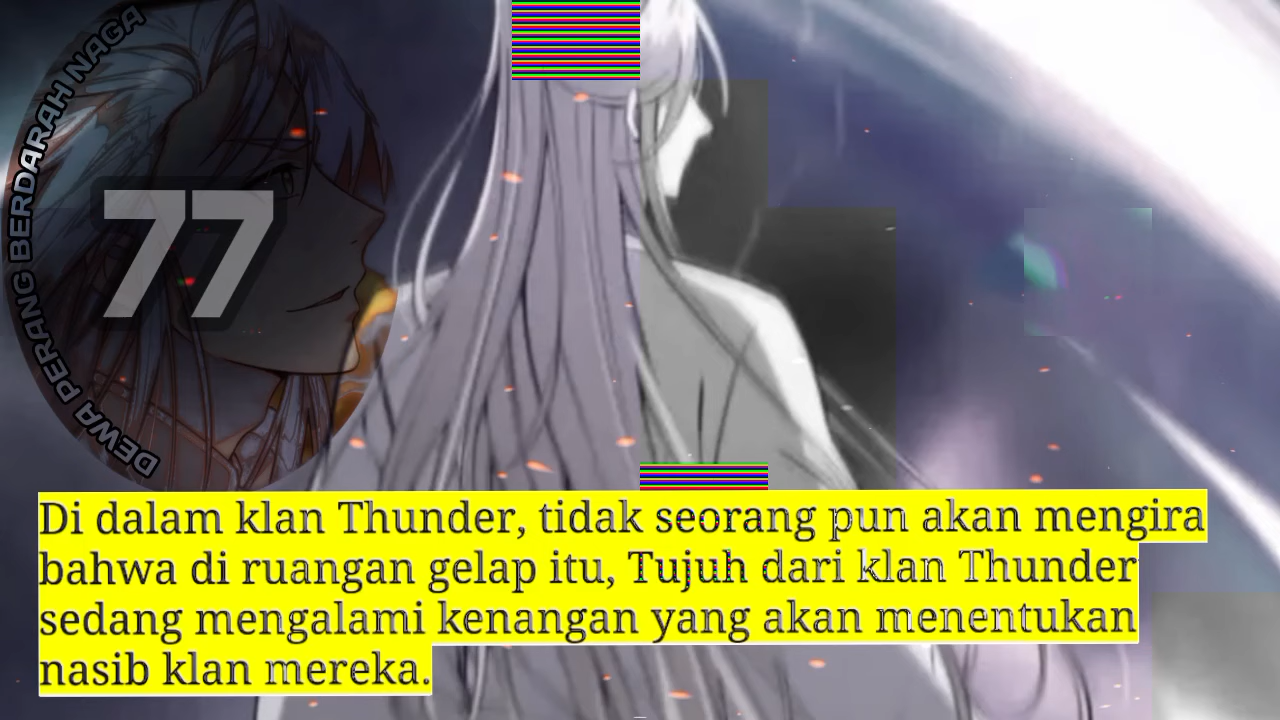 DEWA PERANG BERDARAH NAGA
77
Di dalam klan Thunder, tidak seorang pun akan mengira
bahwa di ruangan gelap itu, Tujuh dari klan Thunder
sedang mengalami kenangan yang akan menentukan
nasib klan mereka.